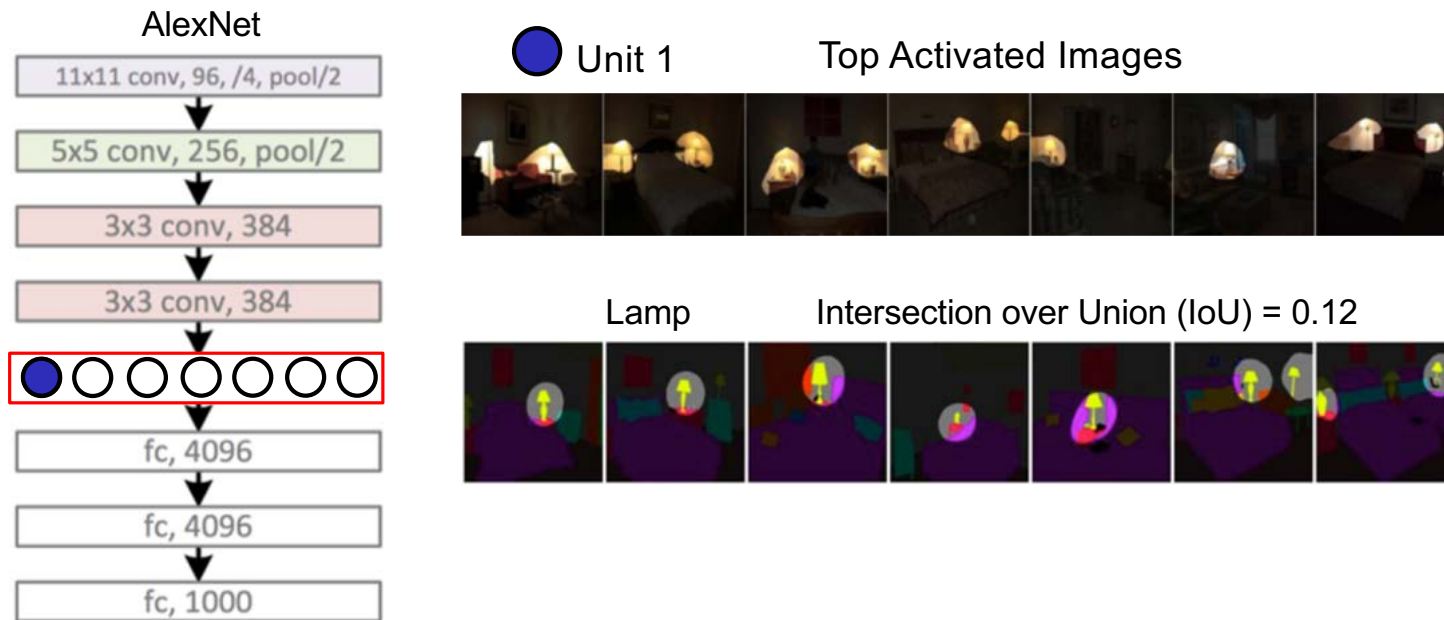 AlexNet
11x11 conv, 96, /4, pool/2
5x5 conv, 256, pool/2
3x3 conv, 384
3x3 conv, 384
fc, 4096
fc, 4096
fc, 1000
Unit 1
Top Activated Images
Lamp
Intersection over Union (IoU) = 0.12